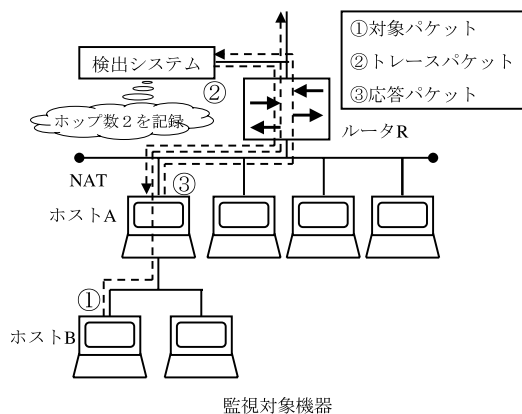 ①対象パケット
②トレースパケット
③応答パケット
検出システム
②
ホップ数2を記録
ルータR
NAT
③
ホストA
①
ホストB
監視対象機器